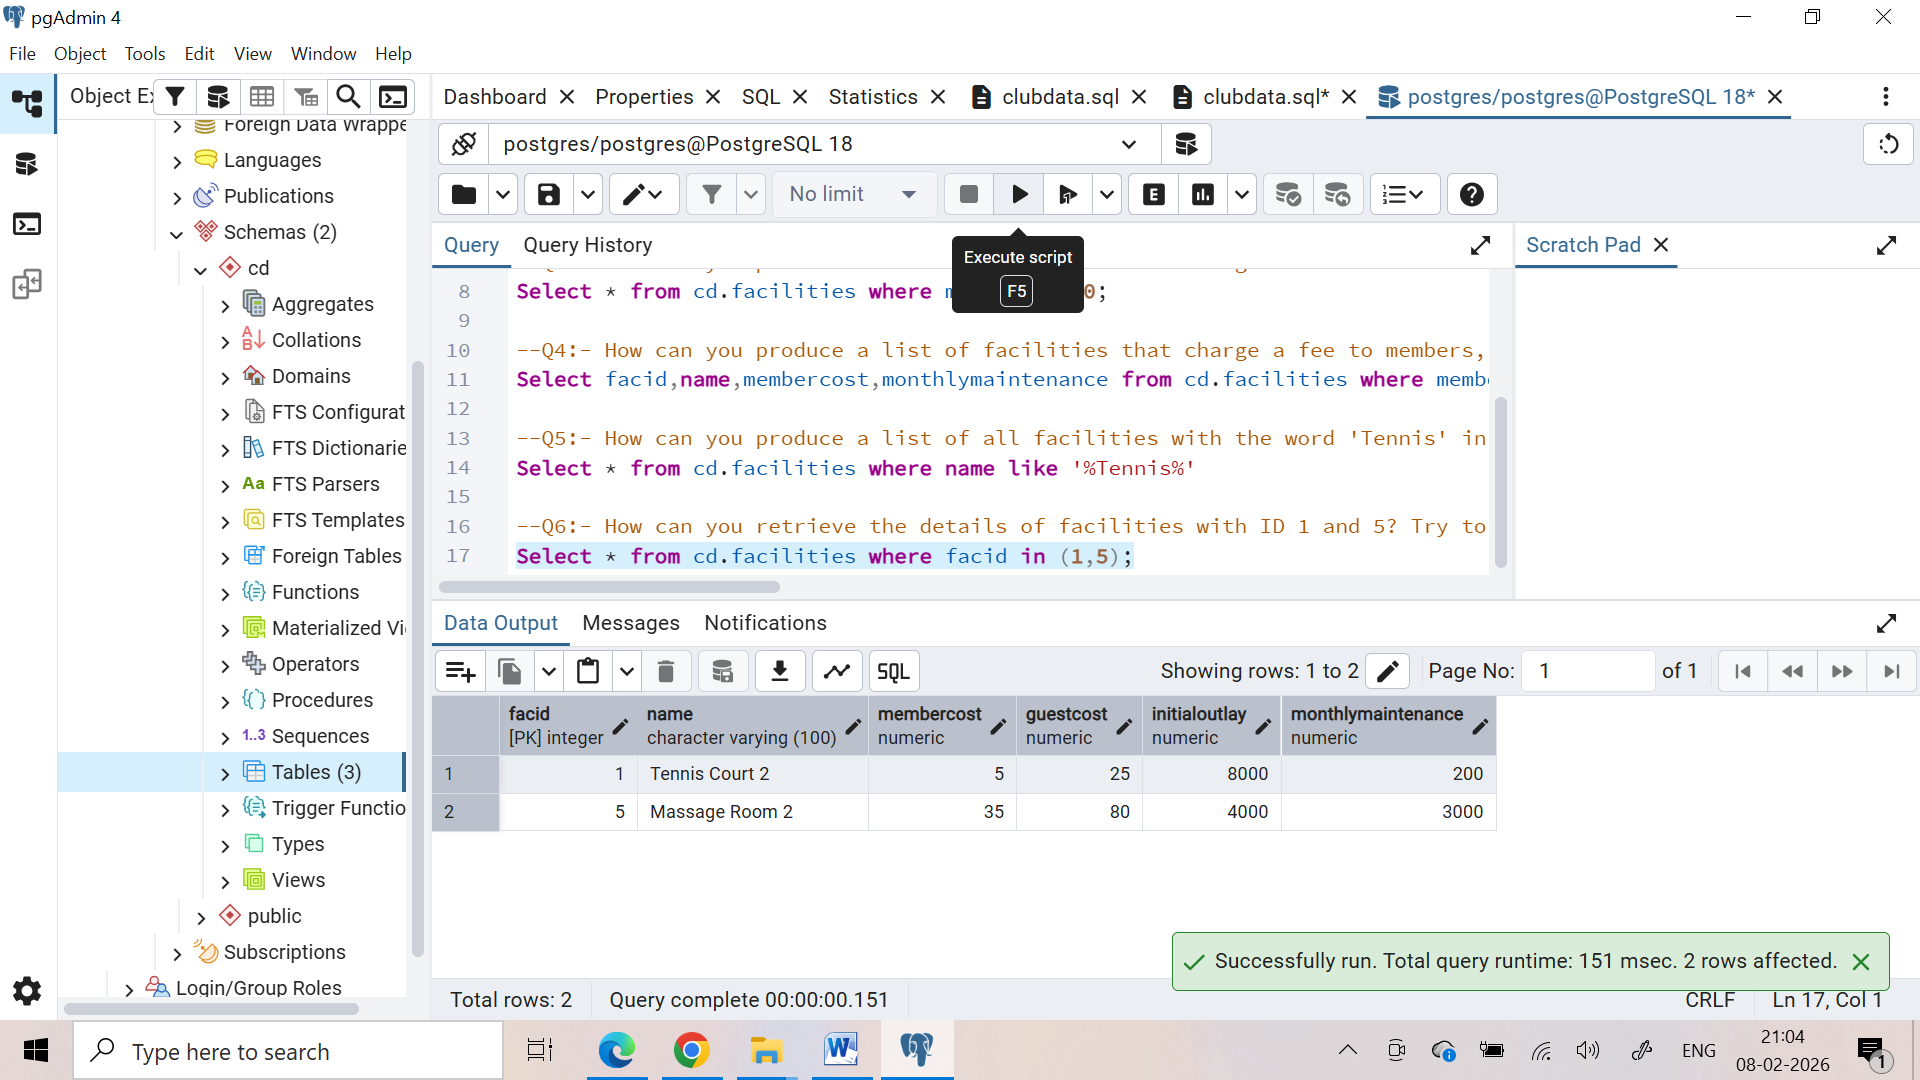 pgAdmin 4
File Object Tools Edit View Window Help
Object Ex
Dashboard Properties SQL Statistics clubdata.sql clubdata.sql* postgres/postgres@PostgreSQL 18*
Foreign Data Wrappe
Languages
Publications
Schemas (2)
cd
Aggregates
Collations
Domains
FTS Configurat
FTS Dictionarie
Aa FTS Parsers
FTS Templates
Foreign Tables
Functions
Materialized Vi
Operators
Procedures
1..3 Sequences
Tables (3)
Trigger Functio
Types
Views
public
Subscriptions
Login/Group Roles
postgres/postgres@PostgreSQL 18
No limit
E
Query Query History
Execute script
F5
Scratch Pad
8 Select * from cd.facilities where m 0;
9
10 --Q4:- How can you produce a list of facilities that charge a fee to members,
11 Select facid,name,membercost,monthlymaintenance from cd.facilities where memb
12
13 --Q5:- How can you produce a list of all facilities with the word 'Tennis' in
14 Select * from cd.facilities where name like '%Tennis%'
15
16 --Q6:- How can you retrieve the details of facilities with ID 1 and 5? Try to
17 Select * from cd.facilities where facid in (1,5);
Data Output Messages Notifications
SQL
Showing rows: 1 to 2
Page No: 1 of 1
facid name membercost guestcost initialoutlay monthlymaintenance
[PK] integer character varying (100) numeric numeric numeric numeric
1 1 Tennis Court 2 5 25 8000 200
2 5 Massage Room 2 35 80 4000 3000
Successfully run. Total query runtime: 151 msec. 2 rows affected.
Total rows: 2 Query complete 00:00:00.151 CRLF Ln 17, Col 1
Type here to search
ENG
21:04
08-02-2026
1